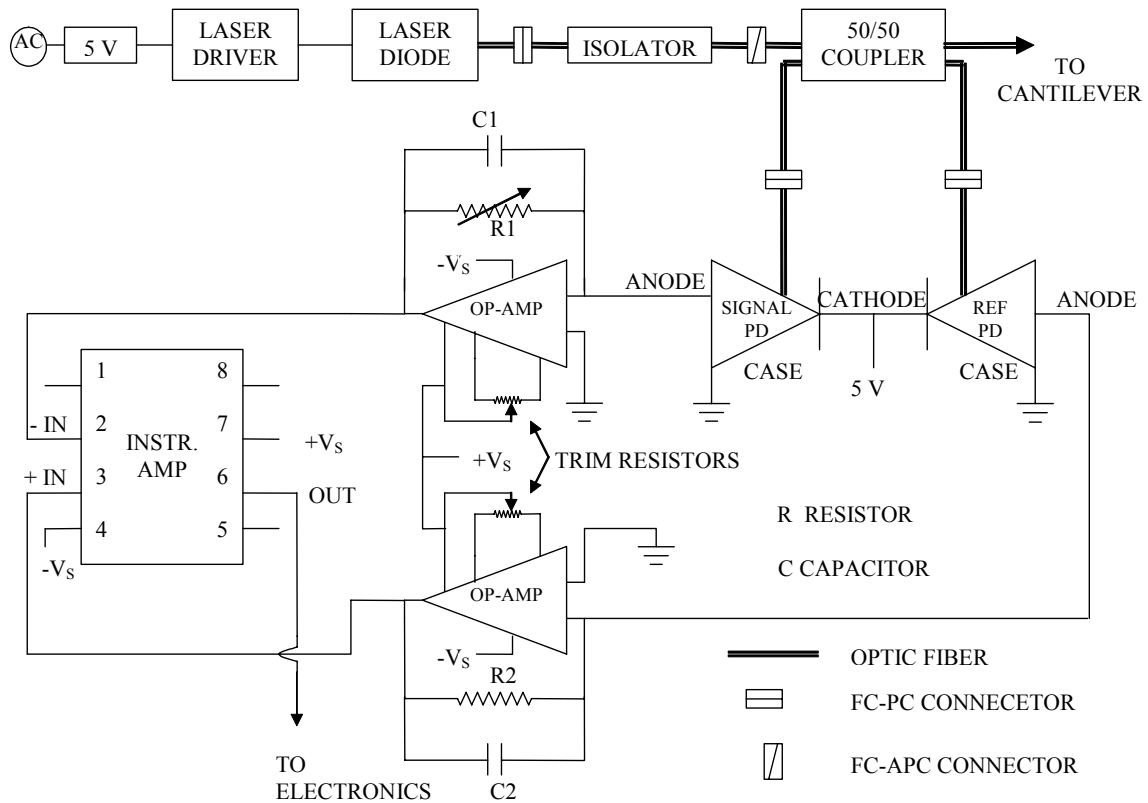 AC
5 V
LASER
DRIVER
LASER
DIODE
ISOLATOR
50/50
COUPLER
TO
CANTILEVER
C1
R1
-VS
OP-AMP
ANODE
SIGNAL
PD
CATHODE
REF
PD
ANODE
CASE
5 V
CASE
1
8
- IN
2
7
+VS
INSTR.
AMP
+ IN
3
6
OUT
4
5
-VS
+VS
TRIM RESISTORS
R RESISTOR
C CAPACITOR
OP-AMP
-VS
R2
C2
TO
ELECTRONICS
OPTIC FIBER
FC-PC CONNECETOR
FC-APC CONNECTOR